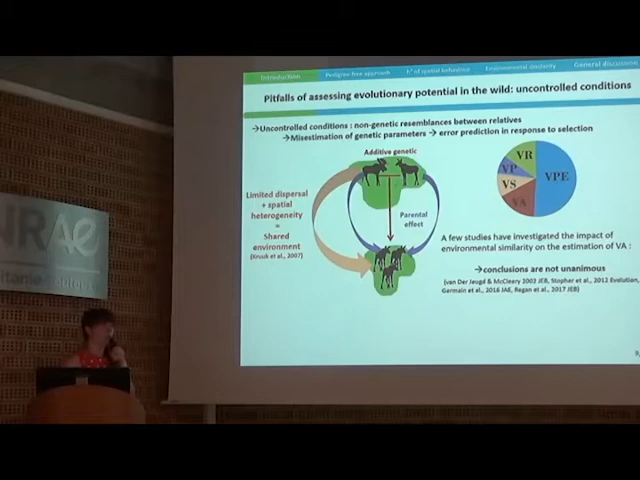 Introduction   Pedigree-free approach   h² of spatial behaviour   Environmental similarity   General discussion
Pitfalls of assessing evolutionary potential in the wild: uncontrolled conditions
→Uncontrolled conditions : non-genetic resemblances between relatives
→Misestimation of genetic parameters → error prediction in response to selection
Additive genetic
Limited dispersal
+ spatial
heterogeneity
=
Shared
environment
(Kruuk et al., 2007)
Parental
effect
VR
VP
VS
VA
VPE
A few studies have investigated the impact of
environmental similarity on the estimation of VA :
→conclusions are not unanimous
(van Der Jeugd & McCleery 2002 JEB, Stopher et al., 2012 Evolution,
Germain et al., 2016 JAE, Regan et al., 2017 JEB)
9
INRAE